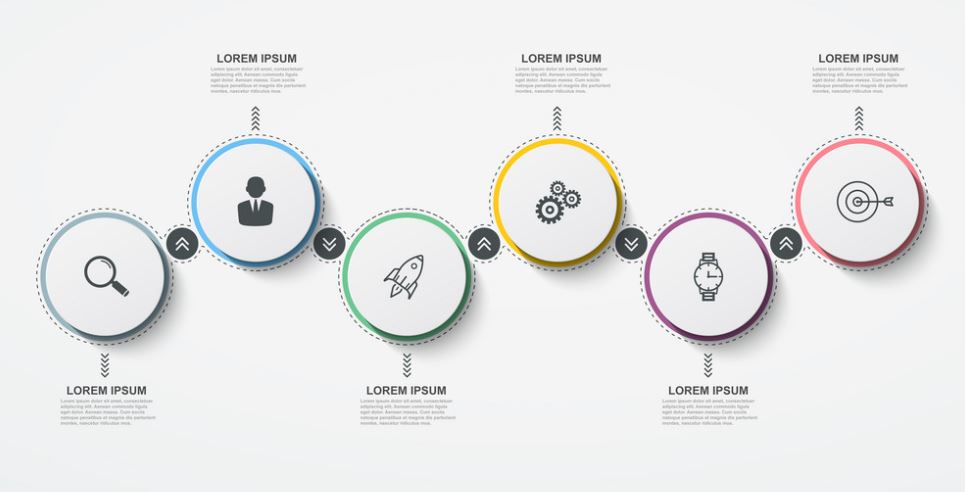 LOREM IPSUM
Lorem ipsum dolor sit amet, consectetuer
adipiscing elit. Aenean commodo ligula
eget dolor. Aenean massa. Cum sociis
natoque penatibus et magnis dis parturient
montes, nascetur ridiculus mus.
LOREM IPSUM
Lorem ipsum dolor sit amet, consectetuer
adipiscing elit. Aenean commodo ligula
eget dolor. Aenean massa. Cum sociis
natoque penatibus et magnis dis parturient
montes, nascetur ridiculus mus.
LOREM IPSUM
Lorem ipsum dolor sit amet, consectetuer
adipiscing elit. Aenean commodo ligula
eget dolor. Aenean massa. Cum sociis
natoque penatibus et magnis dis parturient
montes, nascetur ridiculus mus.
LOREM IPSUM
Lorem ipsum dolor sit amet, consectetuer
adipiscing elit. Aenean commodo ligula
eget dolor. Aenean massa. Cum sociis
natoque penatibus et magnis dis parturient
montes, nascetur ridiculus mus.
LOREM IPSUM
Lorem ipsum dolor sit amet, consectetuer
adipiscing elit. Aenean commodo ligula
eget dolor. Aenean massa. Cum sociis
natoque penatibus et magnis dis parturient
montes, nascetur ridiculus mus.
LOREM IPSUM
Lorem ipsum dolor sit amet, consectetuer
adipiscing elit. Aenean commodo ligula
eget dolor. Aenean massa. Cum sociis
natoque penatibus et magnis dis parturient
montes, nascetur ridiculus mus.